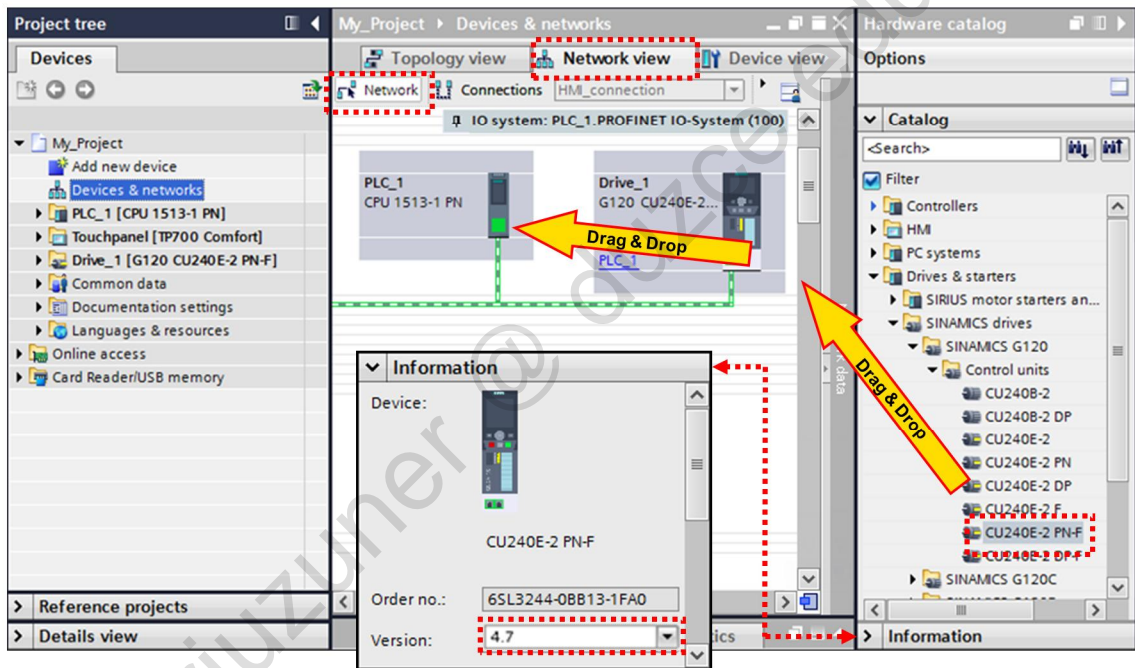 Project tree
Devices
My_Project
Add new device
Devices & networks
PLC_1 [CPU 1513-1 PN]
Touchpanel [TP700 Comfort]
Drive_1 [G120 CU240E-2 PN-F]
Common data
Documentation settings
Languages & resources
Online access
Card Reader/USB memory
Reference projects
Details view
My_Project ▸ Devices & networks
Topology view
Network view
Device view
Network
Connections
HMI_connection
IO system: PLC_1.PROFINET IO-System (100)
PLC_1
CPU 1513-1 PN
Drive_1
G120 CU240E-2...
PLC_1
Drag & Drop
Drag & Drop
Information
Device:
CU240E-2 PN-F
Order no.:
6SL3244-0BB13-1FA0
Version:
4.7
Hardware catalog
Options
Catalog
<Search>
Filter
Controllers
HMI
PC systems
Drives & starters
SIRIUS motor starters an...
SINAMICS drives
SINAMICS G120
Control units
CU240B-2
CU240B-2 DP
CU240E-2
CU240E-2 PN
CU240E-2 DP
CU240E-2 F
CU240E-2 PN-F
CU240E-2 DP-F
SINAMICS G120C
Information